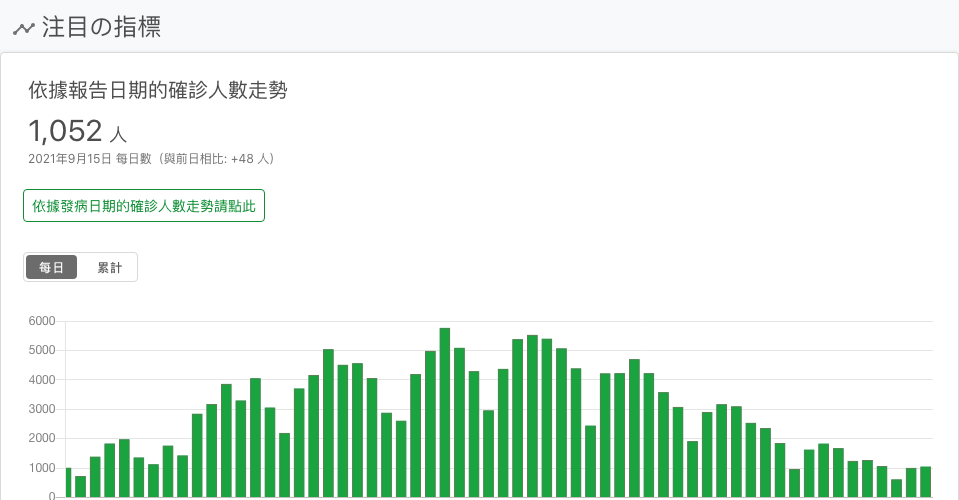 注目の指標
依據報告日期的確診人數走勢
1,052 人
2021年9月15日 每日數（與前日相比: +48 人）
依據發病日期的確診人數走勢請點此
每日 累計
6000
5000
4000
3000
2000
1000
0